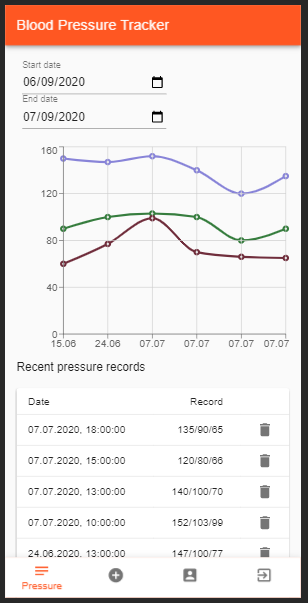 Blood Pressure Tracker
Start date
06/09/2020
End date
07/09/2020
160
120
80
40
0
15.06 24.06 07.07 07.07 07.07 07.07
Recent pressure records
Date Record
07.07.2020, 18:00:00 135/90/65
07.07.2020, 15:00:00 120/80/66
07.07.2020, 13:00:00 140/100/70
07.07.2020, 10:00:00 152/103/99
24.06.2020, 13:00:00 147/100/77
Pressure